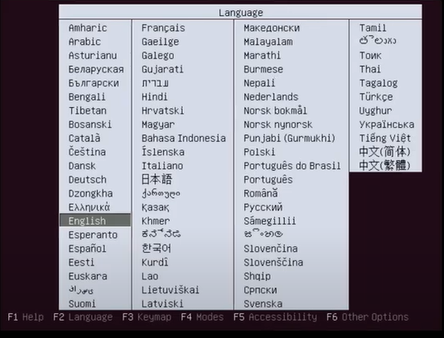 Language
Amharic
Arabic
Asturianu
Беларуская
Български
Bengali
Tibetan
Bosanski
Català
Čeština
Dansk
Deutsch
Dzongkha
Ελληνικά
English
Esperanto
Español
Eesti
Euskara
Suomi
Français
Gaeilge
Galego
Gujarati
עברית
Hindi
Hrvatski
Magyar
Bahasa Indonesia
Íslenska
Italiano
日本語
ქართული
Қазақ
Khmer
ಕನ್ನಡ
한국어
Kurdî
Lao
Lietuviškai
Latviski
Македонски
Malayalam
Marathi
Burmese
Nepali
Nederlands
Norsk bokmål
Norsk nynorsk
Punjabi (Gurmukhi)
Polski
Português do Brasil
Português
Română
Русский
Sámegillii
සිංහල
Slovenčina
Slovenščina
Shqip
Српски
Svenska
Tamil
తెలుగు
Тоик
Thai
Tagalog
Türkçe
Uyghur
Українська
Tiếng Việt
中文(简体)
中文(繁體)
F1 Help F2 Language F3 Keymap F4 Modes F5 Accessibility F6 Other Options